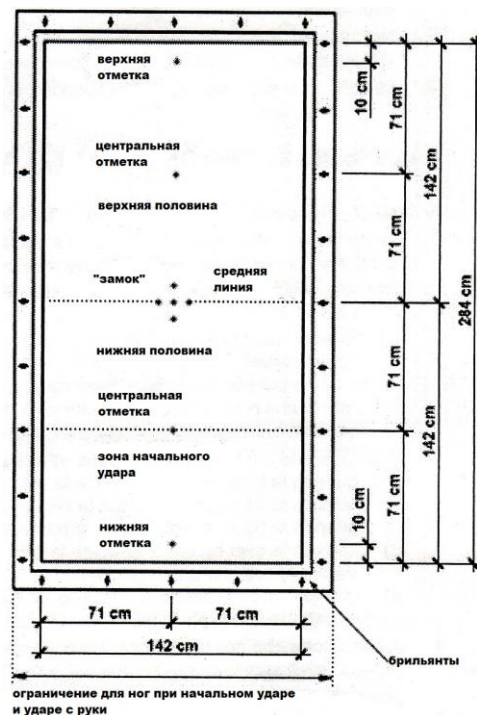 верхняя
отметка
10 cm
71 cm
центральная
отметка
верхняя половина
142 cm
71 cm
"замок"
средняя
линия
284 cm
нижняя половина
71 cm
центральная
отметка
142 cm
зона начального
удара
71 cm
10 cm
нижняя
отметка
71 cm
71 cm
142 cm
брильянты
ограничение для ног при начальном ударе
и ударе с руки